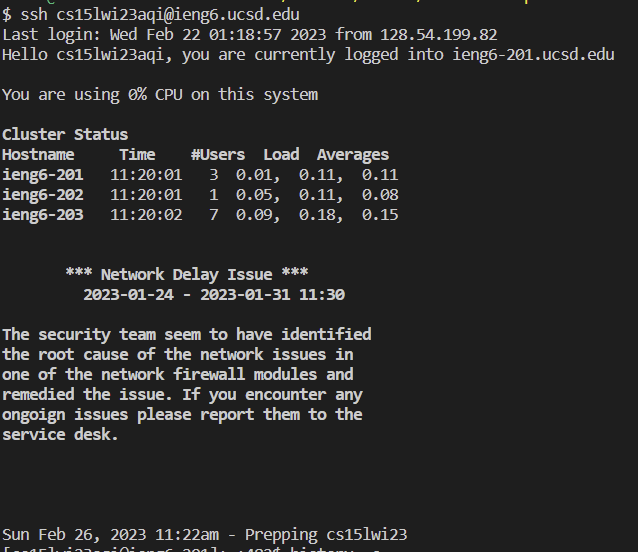 $ ssh cs15lwi23aqi@ieng6.ucsd.edu
Last login: Wed Feb 22 01:18:57 2023 from 128.54.199.82
Hello cs15lwi23aqi, you are currently logged into ieng6-201.ucsd.edu
You are using 0% CPU on this system
Cluster Status
Hostname Time #Users Load Averages
ieng6-201 11:20:01 3 0.01, 0.11, 0.11
ieng6-202 11:20:01 1 0.05, 0.11, 0.08
ieng6-203 11:20:02 7 0.09, 0.18, 0.15
*** Network Delay Issue ***
2023-01-24 - 2023-01-31 11:30
The security team seem to have identified
the root cause of the network issues in
one of the network firewall modules and
remedied the issue. If you encounter any
ongoign issues please report them to the
service desk.
Sun Feb 26, 2023 11:22am - Prepping cs15lwi23